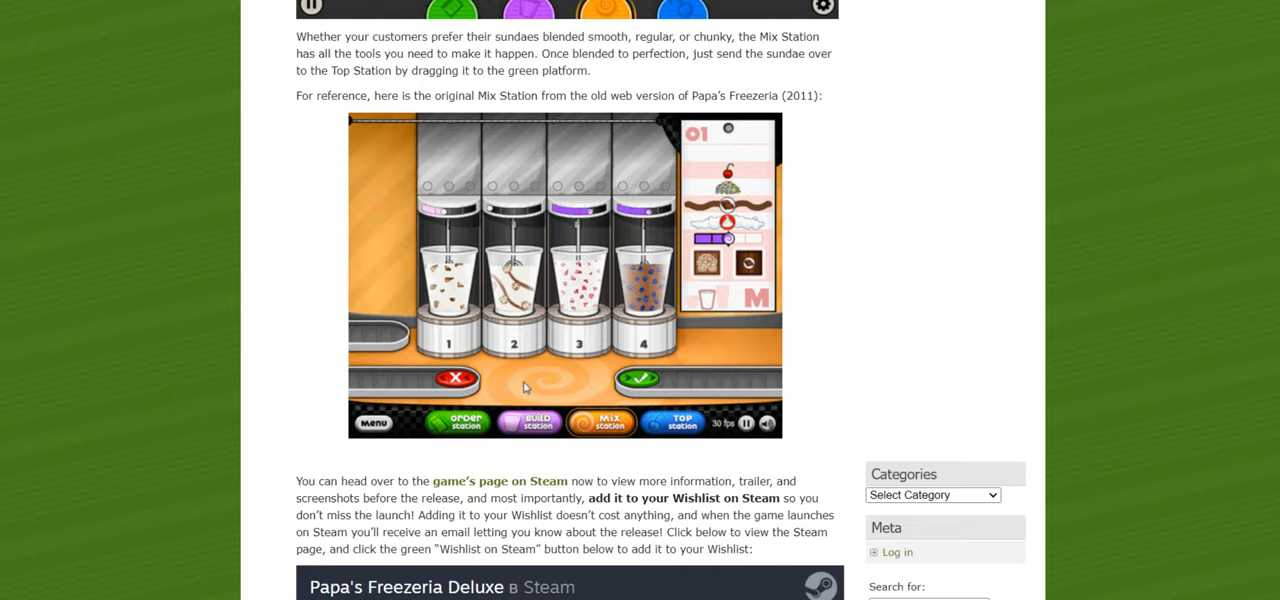 Whether your customers prefer their sundaes blended smooth, regular, or chunky, the Mix Station
has all the tools you need to make it happen. Once blended to perfection, just send the sundae over
to the Top Station by dragging it to the green platform.
For reference, here is the original Mix Station from the old web version of Papa's Freezeria (2011):
01
M
1 2 3 4
menu
ORDER
station
BUILD
station
MIX
station
TOP
station
30 fps
You can head over to the game's page on Steam now to view more information, trailer, and
screenshots before the release, and most importantly, add it to your Wishlist on Steam so you
don't miss the launch! Adding it to your Wishlist doesn't cost anything, and when the game launches
on Steam you'll receive an email letting you know about the release! Click below to view the Steam
page, and click the green "Wishlist on Steam" button below to add it to your Wishlist:
Papa's Freezeria Deluxe в Steam
Categories
Select Category
Meta
Log in
Search for: